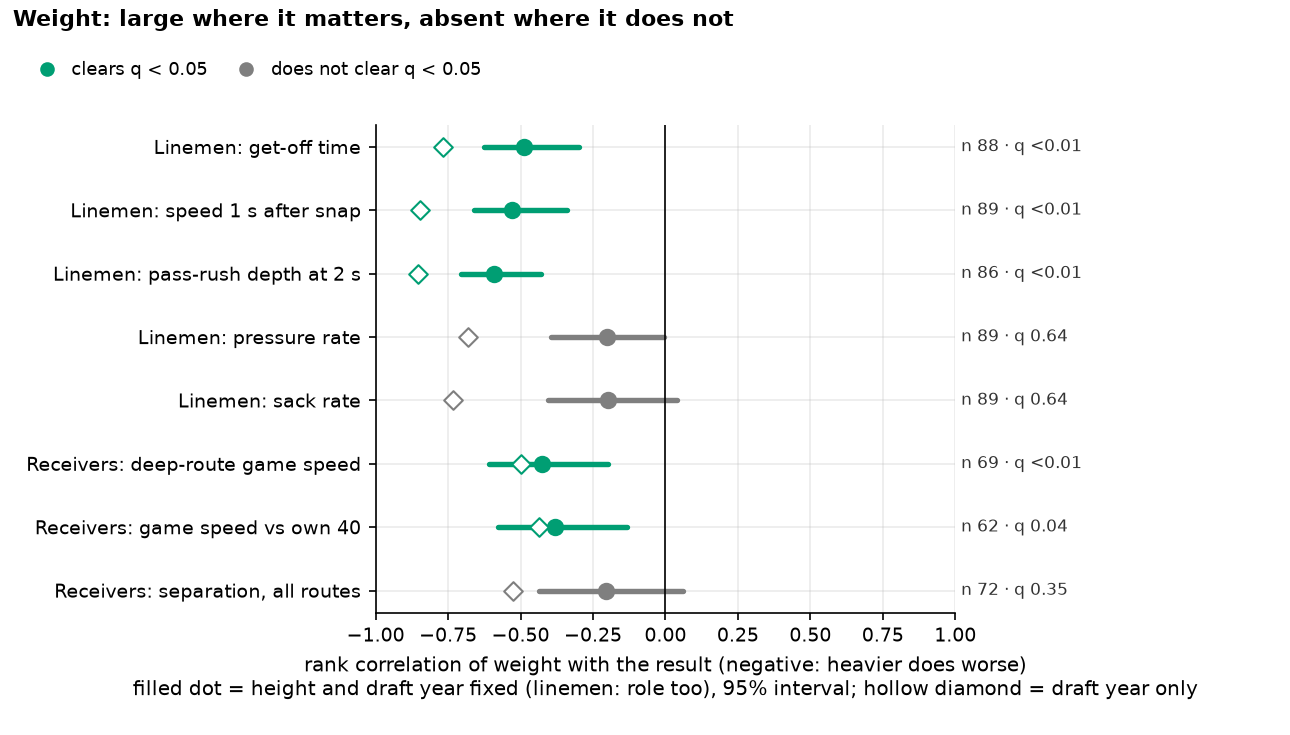 Weight: large where it matters, absent where it does not
clears q < 0.05
does not clear q < 0.05
Linemen: get-off time
n 88 · q <0.01
Linemen: speed 1 s after snap
n 89 · q <0.01
Linemen: pass-rush depth at 2 s
n 86 · q <0.01
Linemen: pressure rate
n 89 · q 0.64
Linemen: sack rate
n 89 · q 0.64
Receivers: deep-route game speed
n 69 · q <0.01
Receivers: game speed vs own 40
n 62 · q 0.04
Receivers: separation, all routes
n 72 · q 0.35
−1.00 −0.75 −0.50 −0.25 0.00 0.25 0.50 0.75 1.00
rank correlation of weight with the result (negative: heavier does worse)
filled dot = height and draft year fixed (linemen: role too), 95% interval; hollow diamond = draft year only